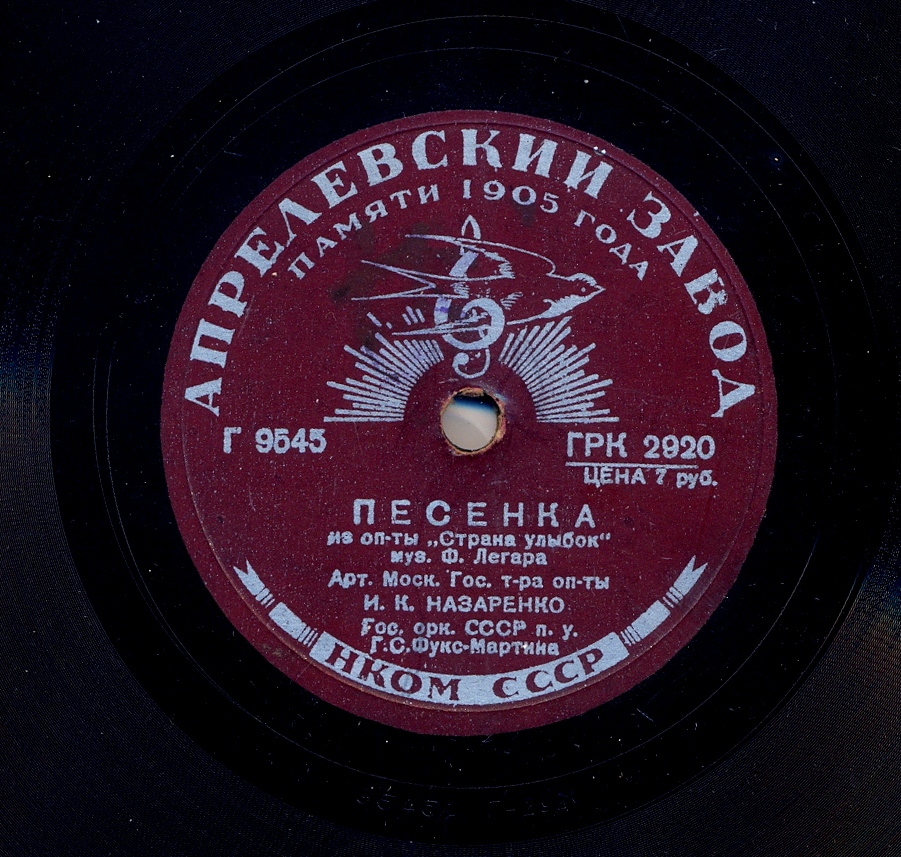 АПРЕЛЕВСКИЙ ЗАВОД
ПАМЯТИ 1905 ГОДА
Г 9545
ГРК 2920
ЦЕНА 7 руб.
ПЕСЕНКА
из оп-ты „Страна улыбок"
муз. Ф. Легара
Арт. Моск. Гос. т-ра оп-ты
И. К. НАЗАРЕНКО
Гос. орк. СССР п. у.
Г.С.Фукс-Мартина
НКОМ СССР